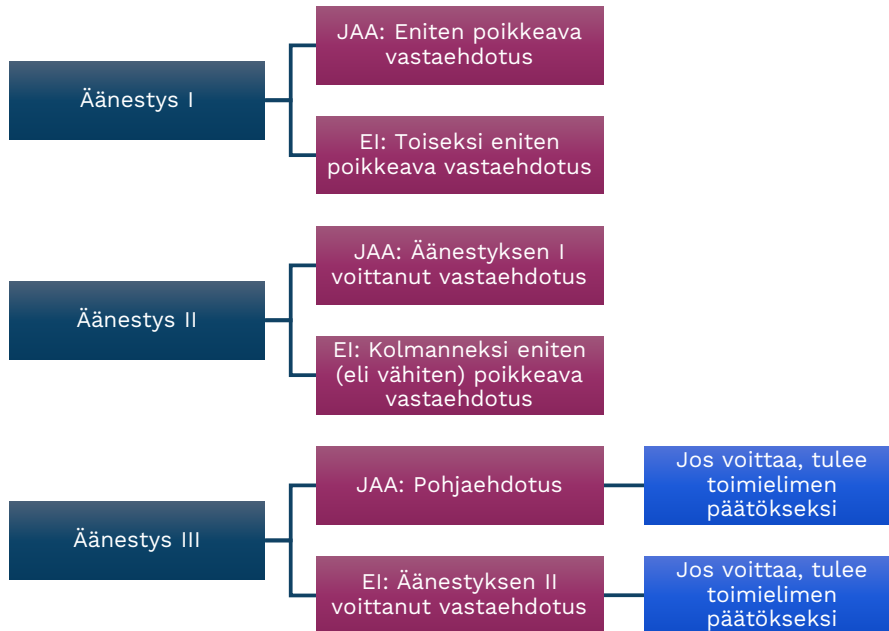 Äänestys I
JAA: Eniten poikkeava
vastaehdotus
EI: Toiseksi eniten
poikkeava vastaehdotus
Äänestys II
JAA: Äänestyksen I
voittanut vastaehdotus
EI: Kolmanneksi eniten
(eli vähiten) poikkeava
vastaehdotus
Äänestys III
JAA: Pohjaehdotus
Jos voittaa, tulee
toimielimen
päätökseksi
EI: Äänestyksen II
voittanut vastaehdotus
Jos voittaa, tulee
toimielimen
päätökseksi